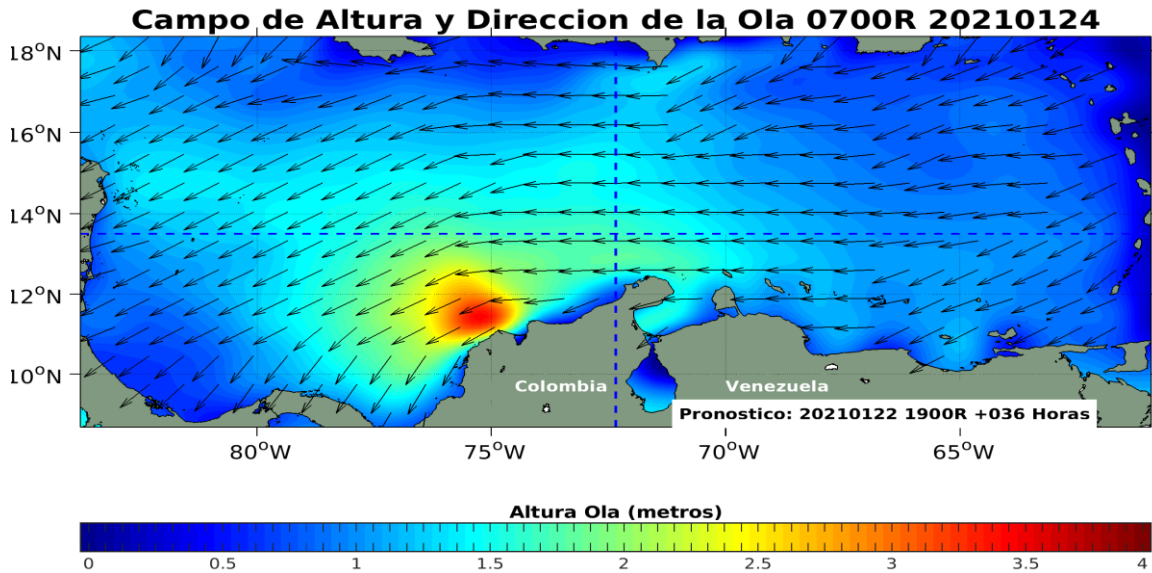 Campo de Altura y Direccion de la Ola 0700R 20210124
18°N
16°N
14°N
12°N
10°N
Colombia
Venezuela
Pronostico: 20210122 1900R +036 Horas
80°W
75°W
70°W
65°W
Altura Ola (metros)
0
0.5
1
1.5
2
2.5
3
3.5
4